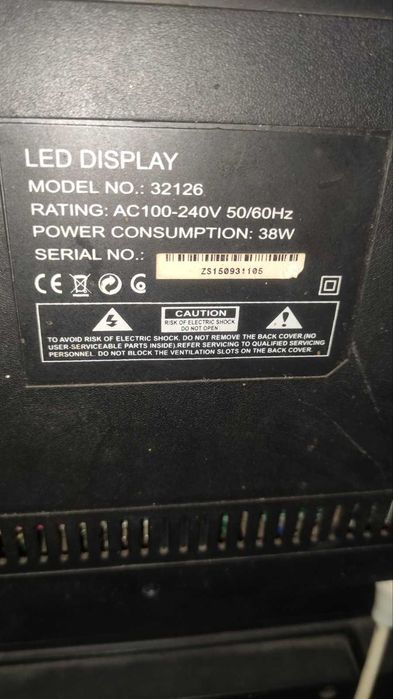 LED DISPLAY
MODEL NO.: 32126
RATING: AC100-240V 50/60Hz
POWER CONSUMPTION: 38W
SERIAL NO.:
ZS150931105
CE
CAUTION
RISK OF ELECTRIC SHOCK
DO NOT OPEN
TO AVOID RISK OF ELECTRIC SHOCK, DO NOT REMOVE THE BACK COVER.(NO
USER-SERVICEABLE PARTS INSIDE).REFER SERVICING TO QUALIFIED SERVICING
PERSONNEL. DO NOT BLOCK THE VENTILATION SLOTS ON THE BACK COVER.